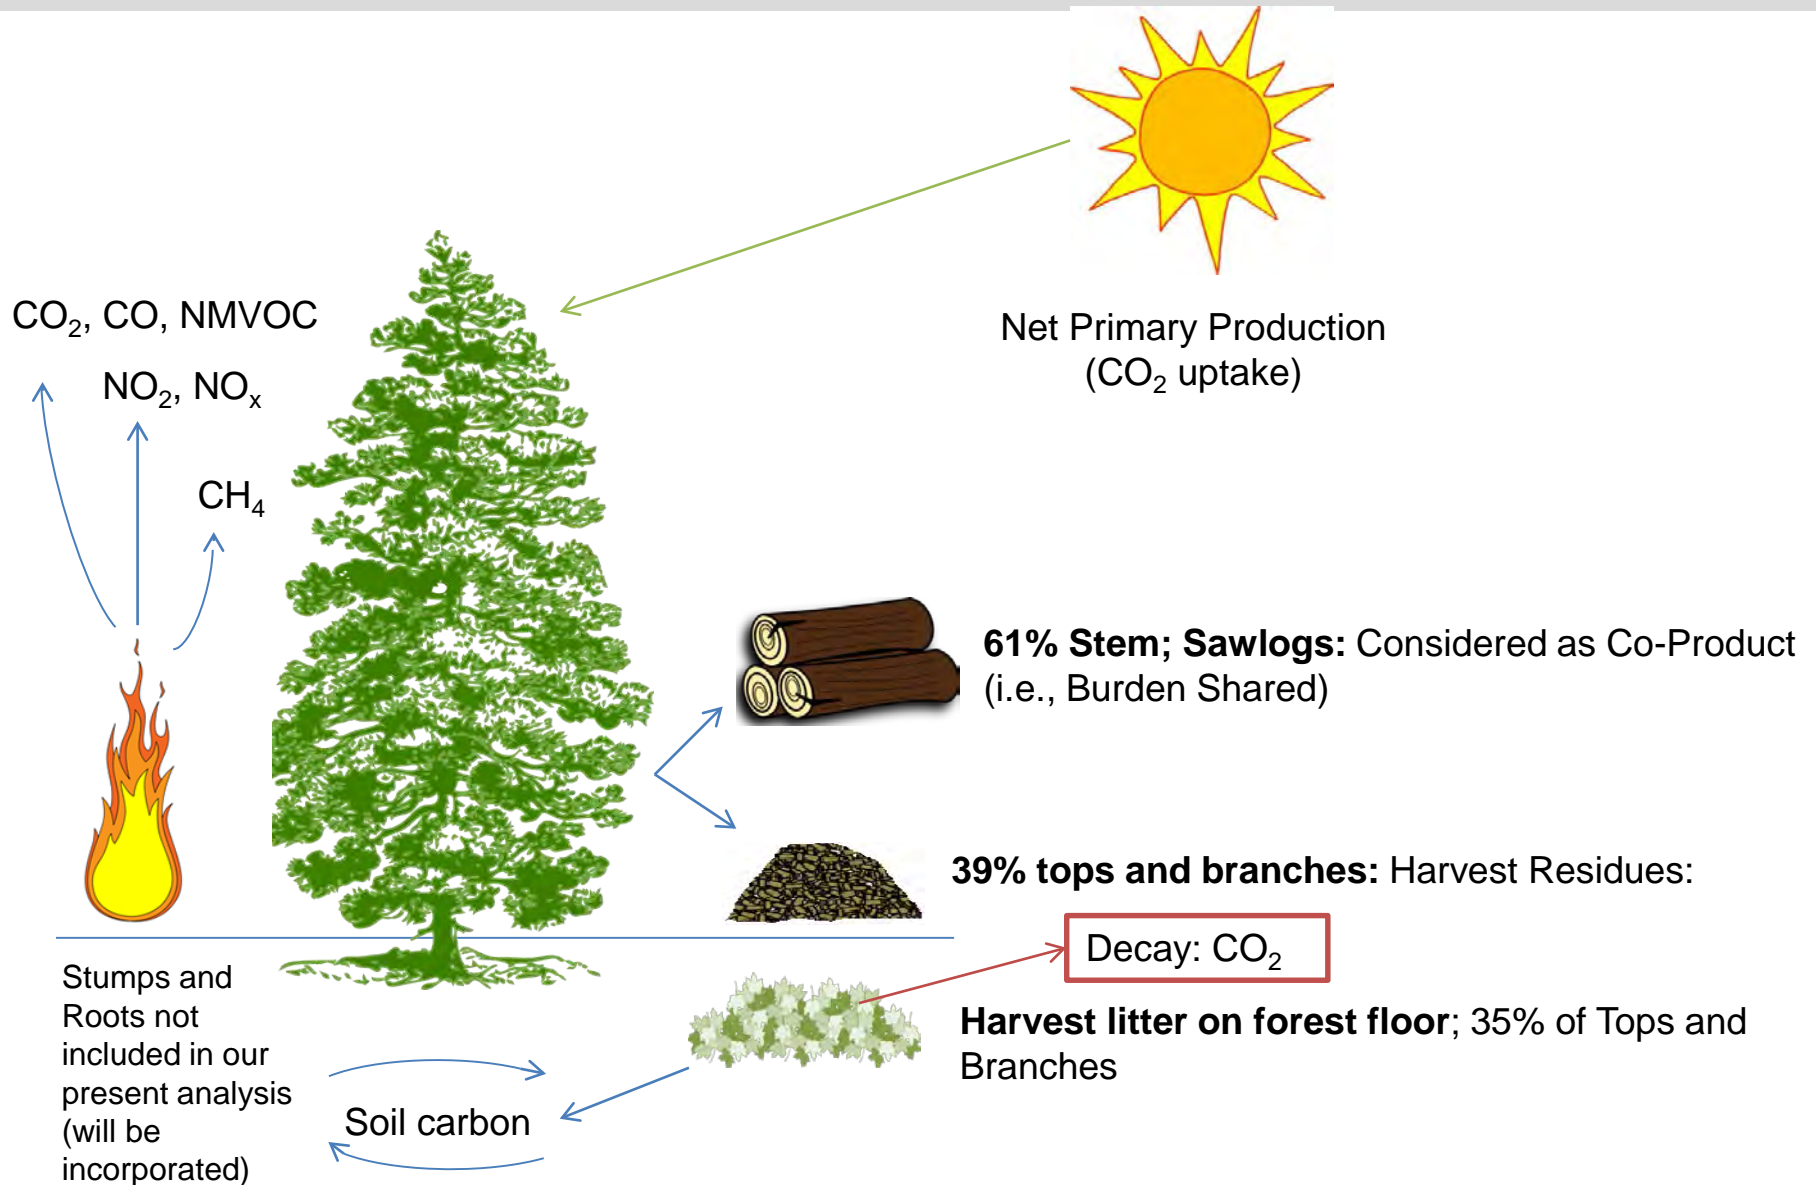 CO₂, CO, NMVOC
NO₂, NOₓ
CH₄
Net Primary Production
(CO₂ uptake)
61% Stem; Sawlogs: Considered as Co-Product
(i.e., Burden Shared)
39% tops and branches: Harvest Residues:
Decay: CO₂
Harvest litter on forest floor; 35% of Tops and
Branches
Stumps and
Roots not
included in our
present analysis
(will be
incorporated)
Soil carbon